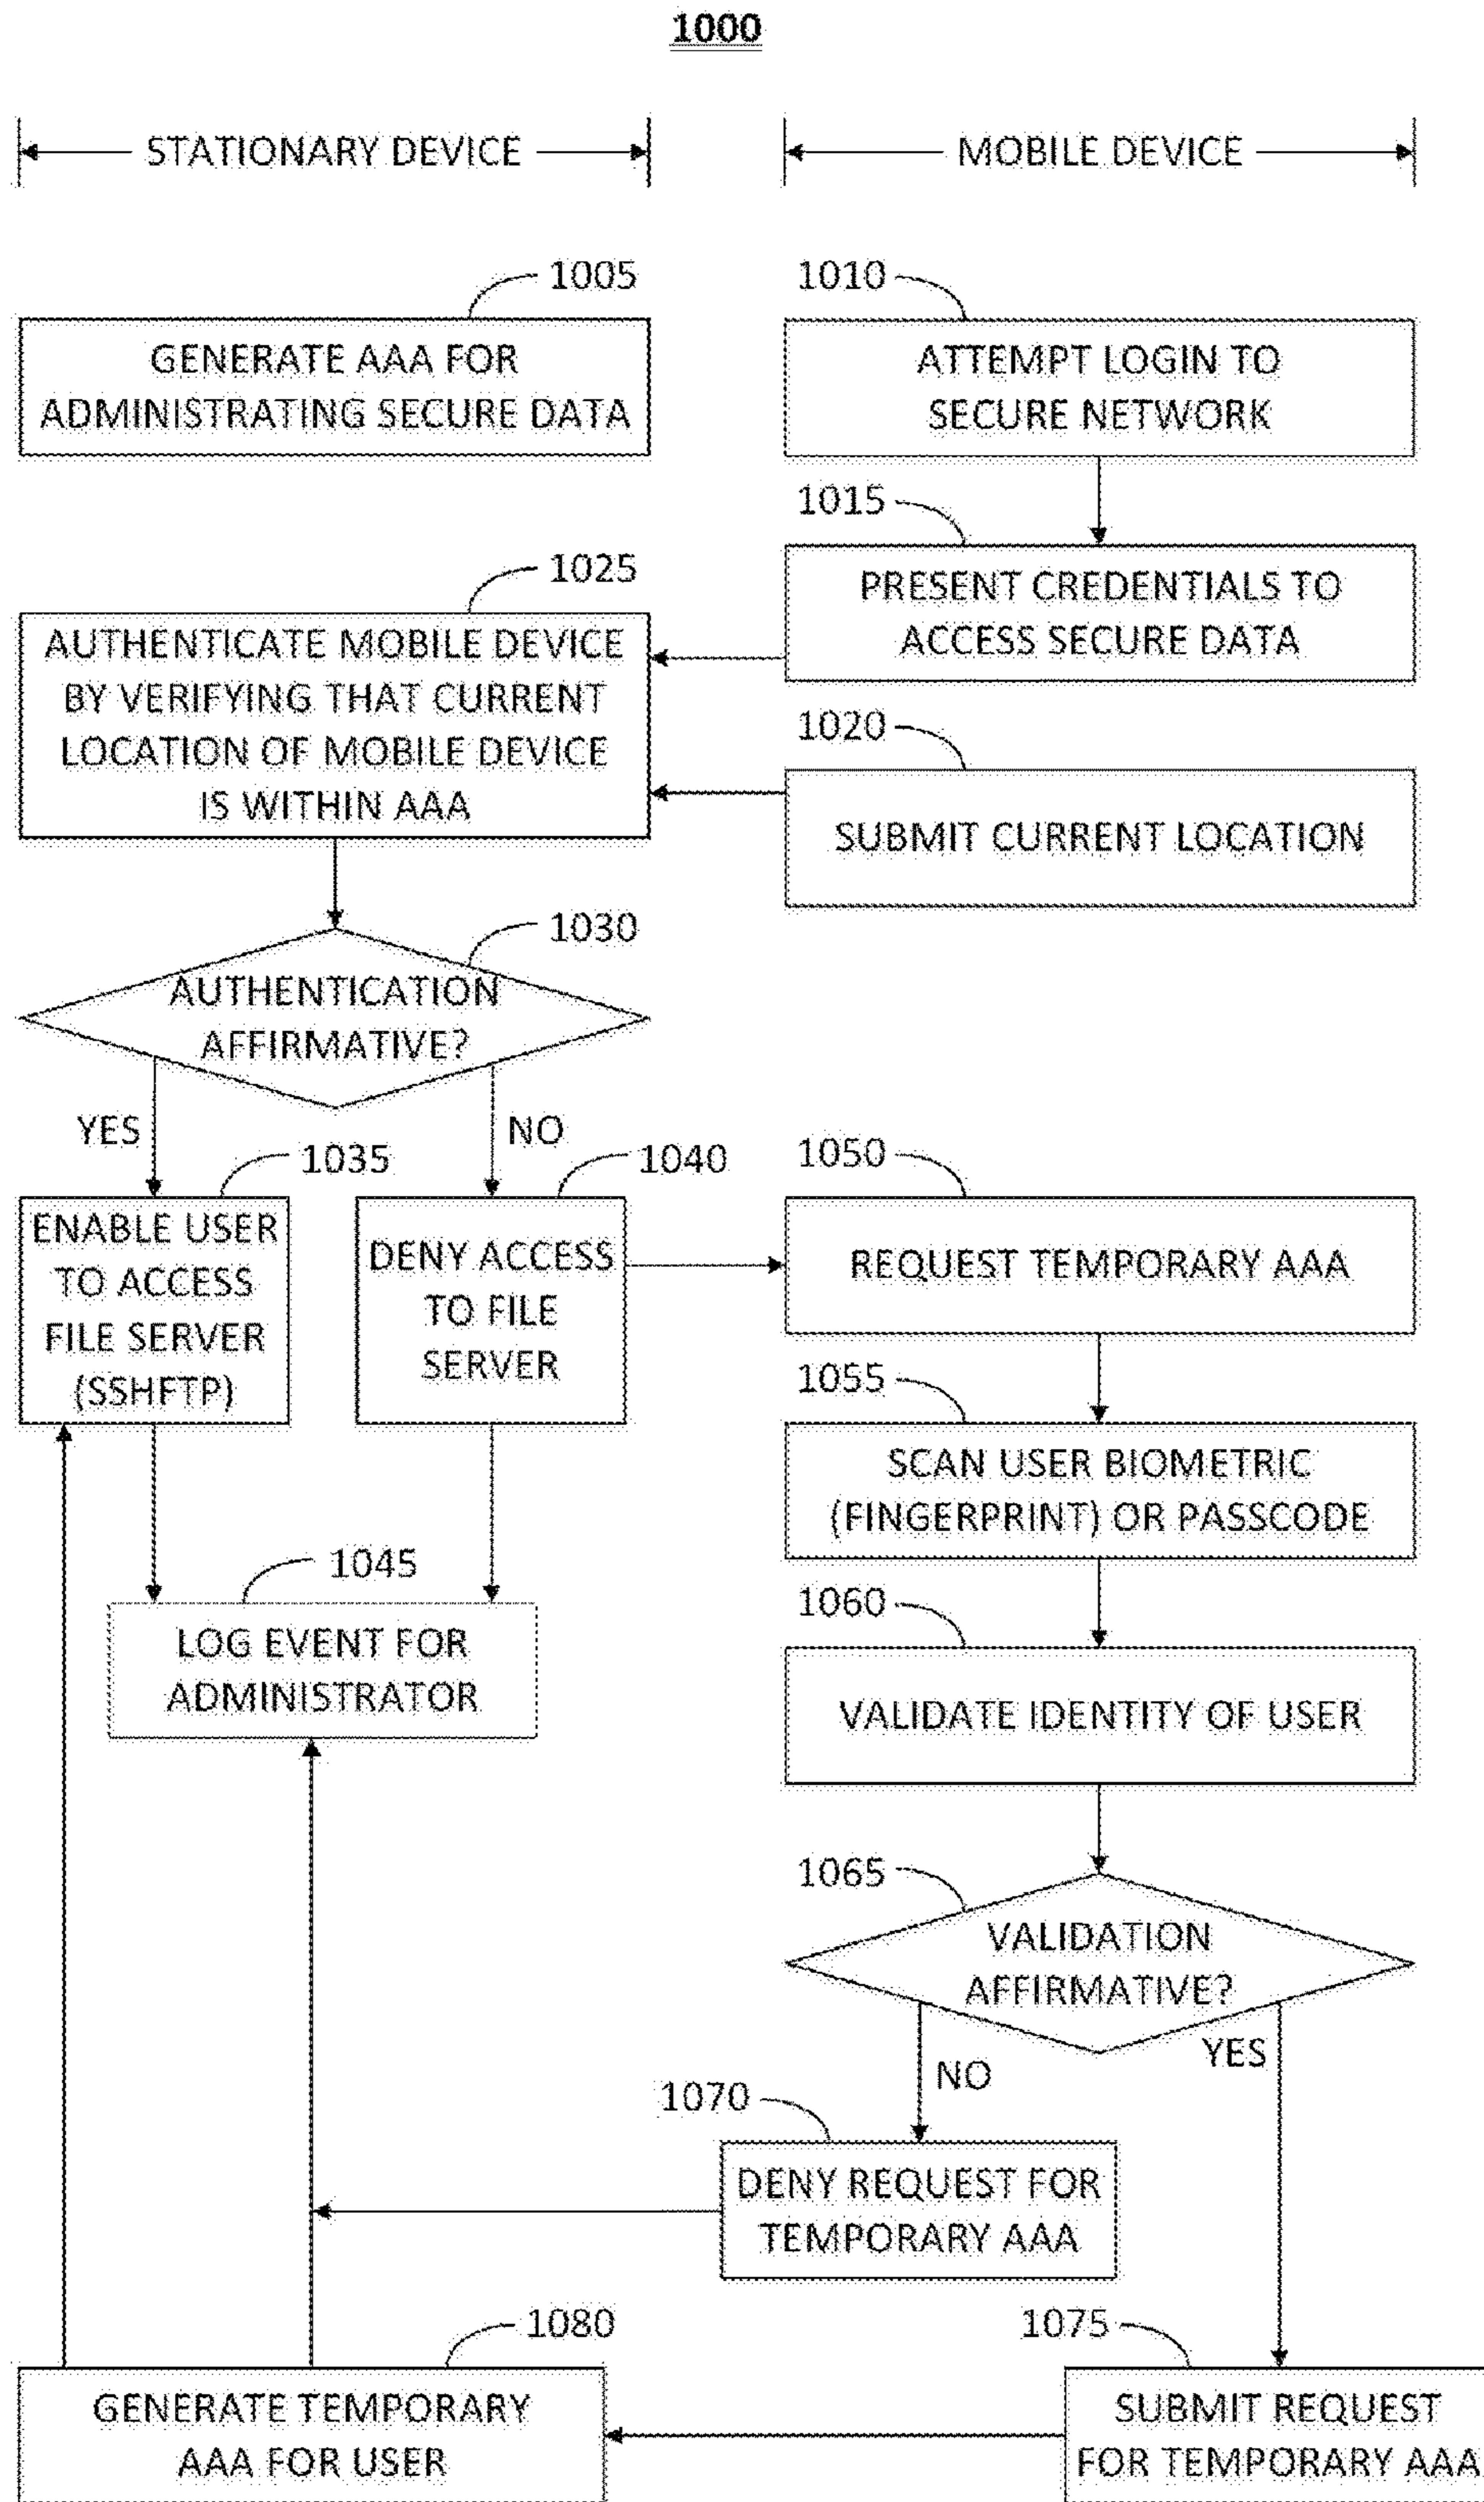 1000
STATIONARY DEVICE
MOBILE DEVICE
1005
GENERATE AAA FOR
ADMINISTRATING SECURE DATA
1010
ATTEMPT LOGIN TO
SECURE NETWORK
1015
PRESENT CREDENTIALS TO
ACCESS SECURE DATA
1020
SUBMIT CURRENT LOCATION
1025
AUTHENTICATE MOBILE DEVICE
BY VERIFYING THAT CURRENT
LOCATION OF MOBILE DEVICE
IS WITHIN AAA
1030
AUTHENTICATION
AFFIRMATIVE?
YES
NO
1035
ENABLE USER
TO ACCESS
FILE SERVER
(SSHFTP)
1040
DENY ACCESS
TO FILE
SERVER
1045
LOG EVENT FOR
ADMINISTRATOR
1050
REQUEST TEMPORARY AAA
1055
SCAN USER BIOMETRIC
(FINGERPRINT) OR PASSCODE
1060
VALIDATE IDENTITY OF USER
1065
VALIDATION
AFFIRMATIVE?
NO
YES
1070
DENY REQUEST FOR
TEMPORARY AAA
1075
SUBMIT REQUEST
FOR TEMPORARY AAA
1080
GENERATE TEMPORARY
AAA FOR USER